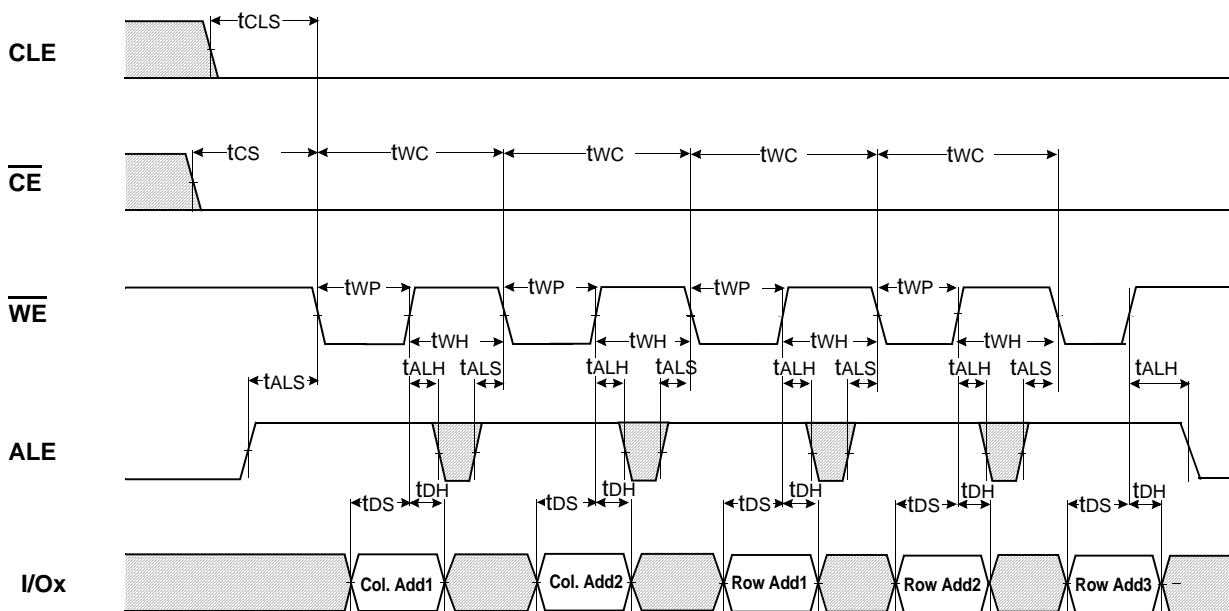 CLE
tCLS
CE
tCS tWC tWC tWC tWC
WE
tWP tWP tWP tWP
tWH tWH tWH tWH
tALS tALH tALS tALH tALS tALH tALS tALH tALS tALH
ALE
tDS tDH tDS tDH tDS tDH tDS tDH tDS tDH
I/Ox Col. Add1 Col. Add2 Row Add1 Row Add2 Row Add3